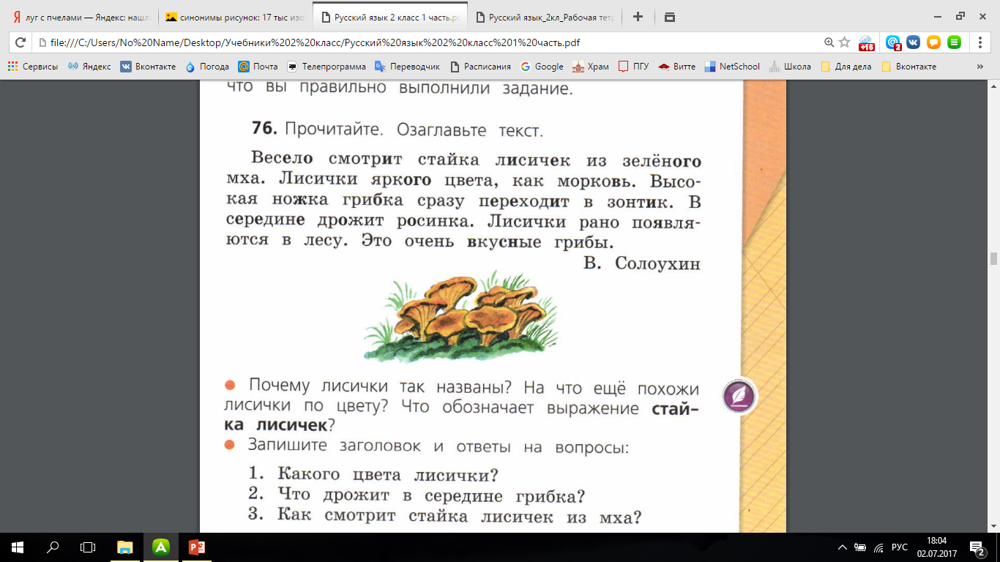 луг с пчелами — Яндекс: нашло
синонимы рисунок: 17 тыс изо
Русский язык 2 класс 1 часть.pd
Русский язык_2кл_Рабочая тетр
file:///C:/Users/No%20Name/Desktop/Учебники%202%20класс/Русский%20язык%202%20класс%201%20часть.pdf
+16
2
Сервисы Яндекс Вконтакте Погода Почта Телепрограмма Переводчик Расписания Google Храм ПГУ Витте NetSchool Школа Для дела Вконтакте »
что вы правильно выполнили задание.
76. Прочитайте. Озаглавьте текст.
Весело смотрит стайка лисичек из зелёного
мха. Лисички яркого цвета, как морковь. Высо-
кая ножка грибка сразу переходит в зонтик. В
середине дрожит росинка. Лисички рано появля-
ются в лесу. Это очень вкусные грибы.
В. Солоухин
Почему лисички так названы? На что ещё похожи
лисички по цвету? Что обозначает выражение стай-
ка лисичек?
Запишите заголовок и ответы на вопросы:
1. Какого цвета лисички?
2. Что дрожит в середине грибка?
3. Как смотрит стайка лисичек из мха?
РУС
18:04
02.07.2017
2